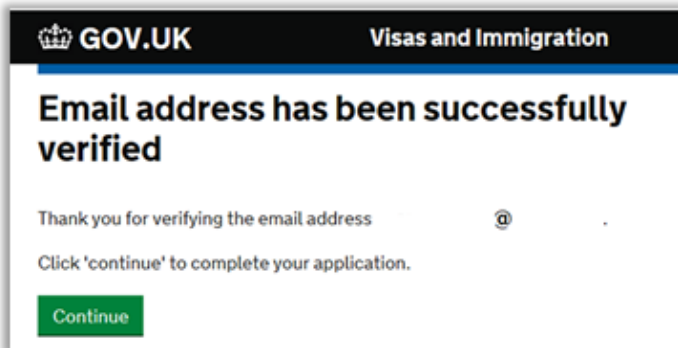 GOV.UK Visas and Immigration
Email address has been successfully
verified
Thank you for verifying the email address @ .
Click 'continue' to complete your application.
Continue